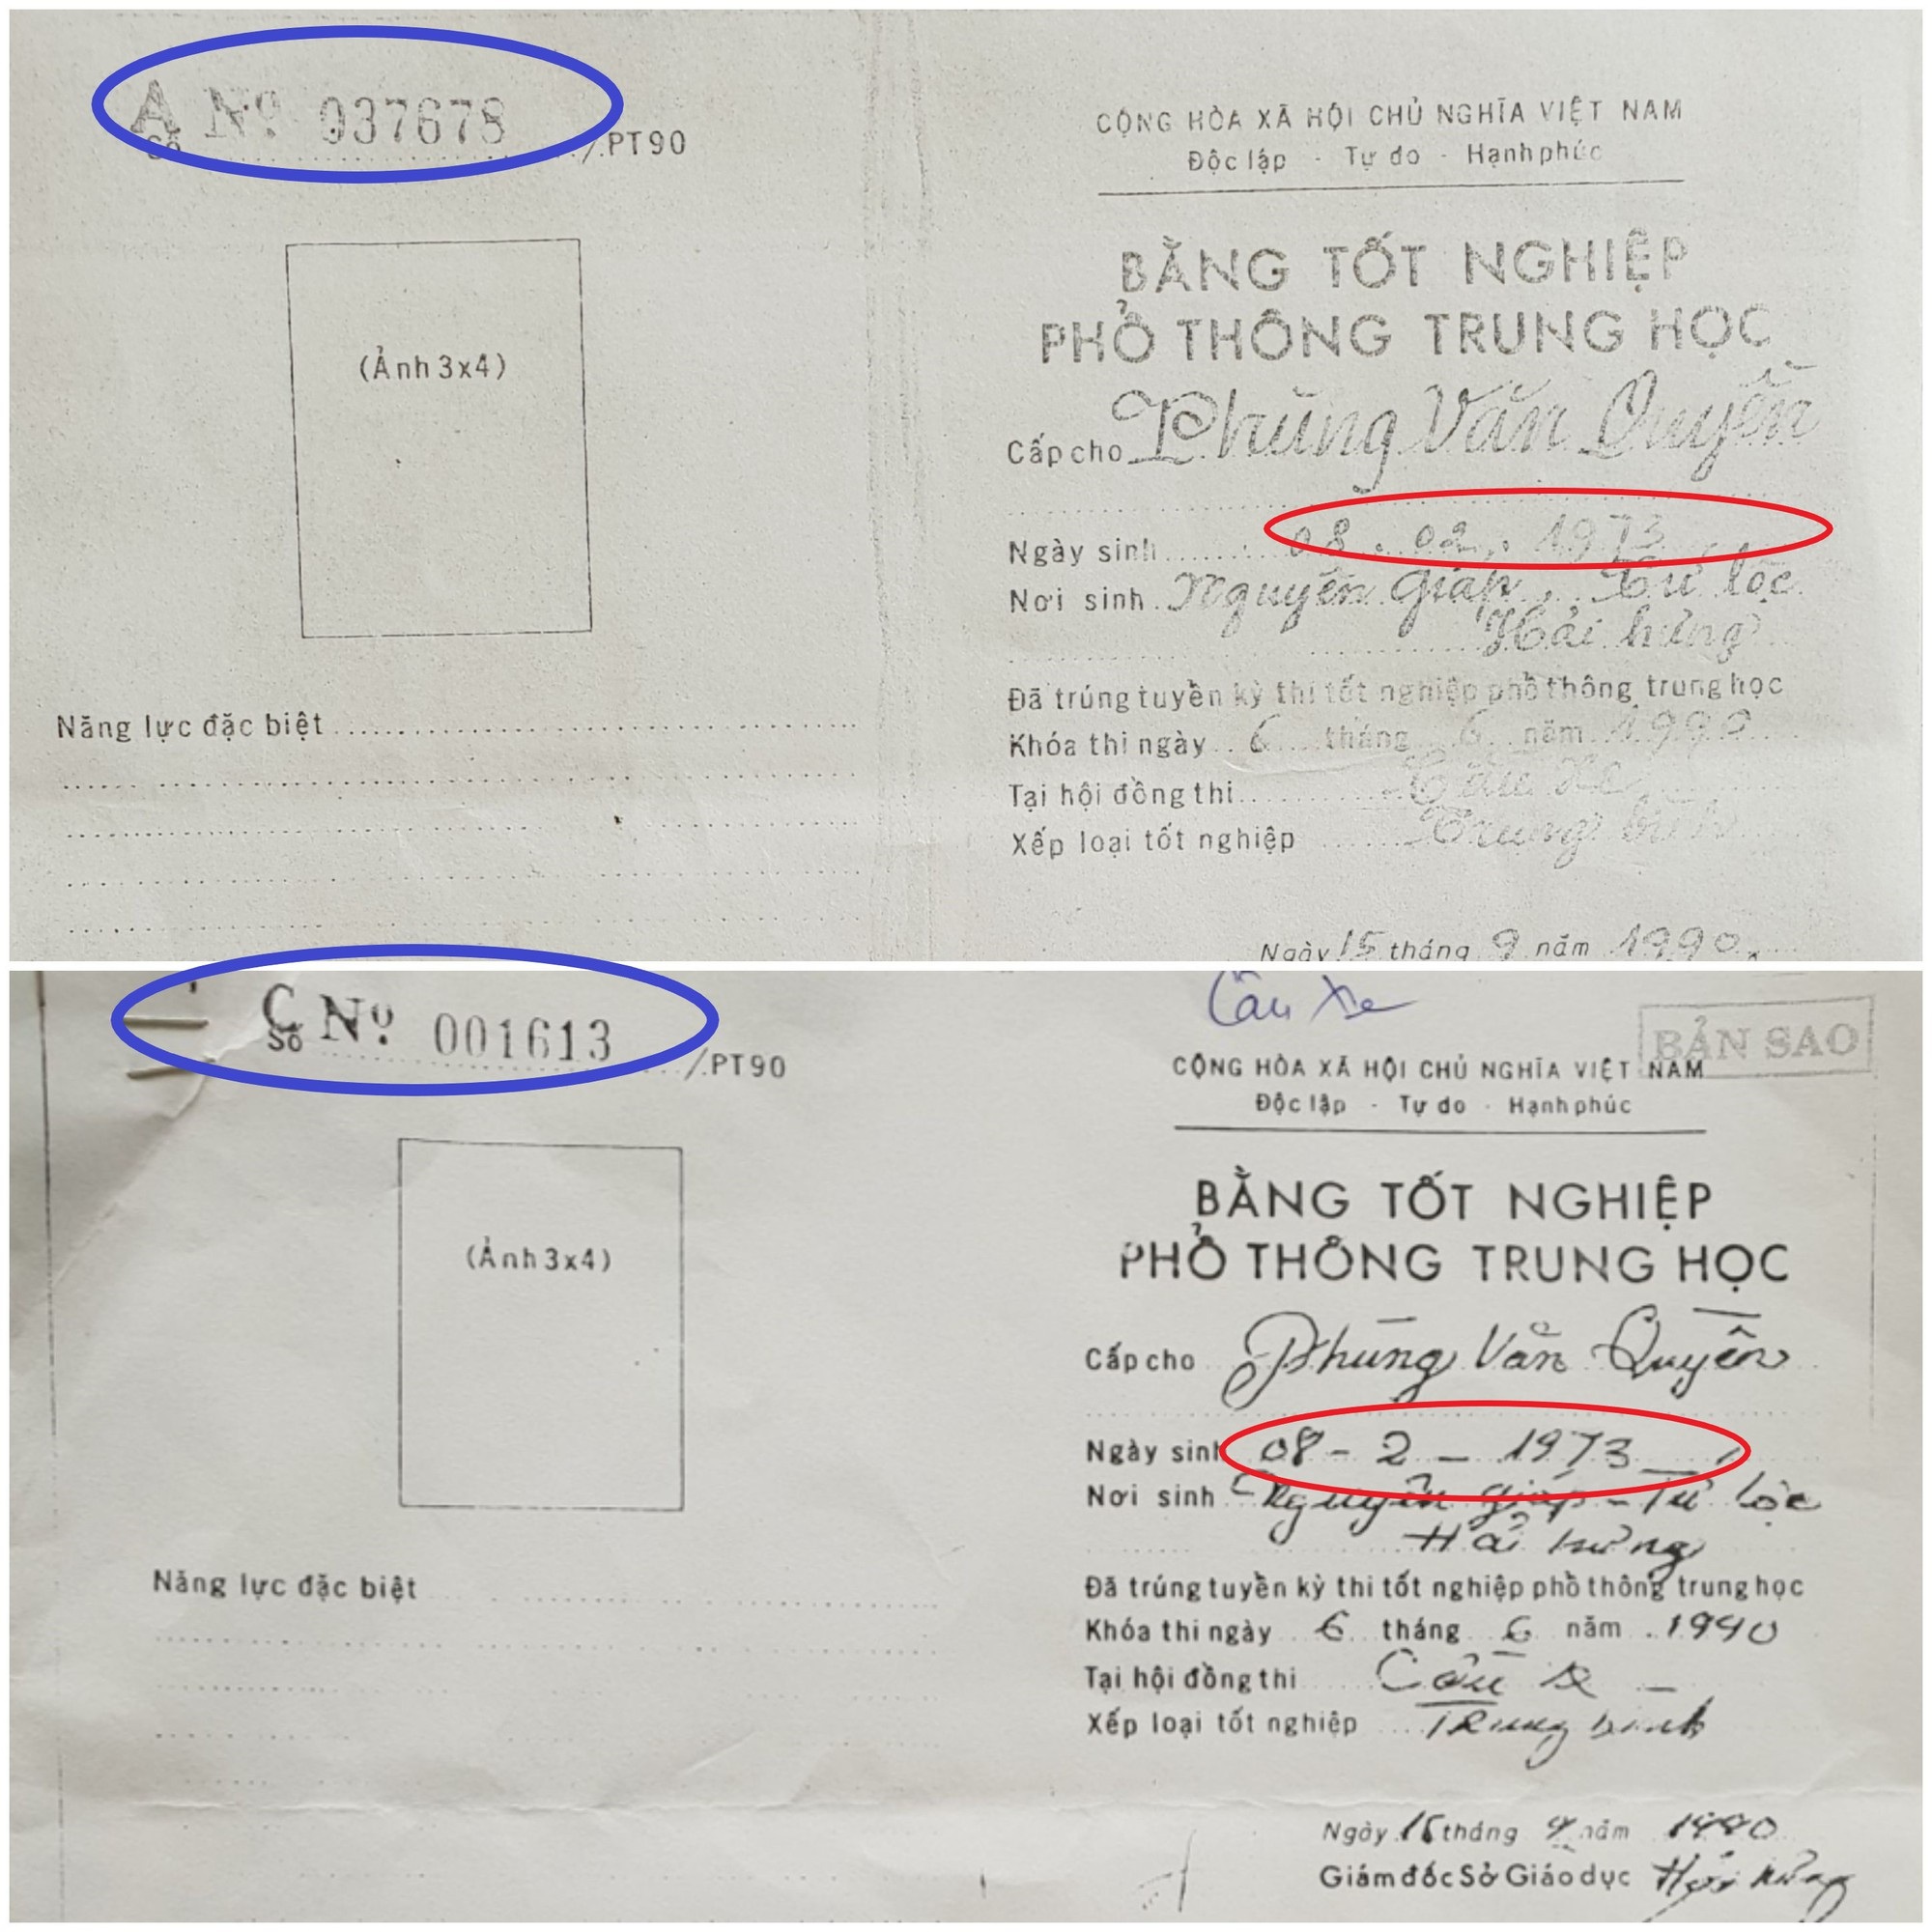 A Nº 037678
Số ............ /.PT90
(Ảnh 3x4)
Năng lực đặc biệt
CỘNG HÒA XÃ HỘI CHỦ NGHĨA VIỆT NAM
Độc lập - Tự do - Hạnh phúc
BẰNG TỐT NGHIỆP
PHỔ THÔNG TRUNG HỌC
Cấp cho Phùng Văn Quyền
Ngày sinh 08 . 02 . 1973
Nơi sinh Nguyên Giáp, Tứ lộc
Hải hưng
Đã trúng tuyển kỳ thi tốt nghiệp phổ thông trung học
Khóa thi ngày 6 tháng 6 năm 1990
Tại hội đồng thi Cầu Xe
Xếp loại tốt nghiệp Trung bình
Ngày 15 tháng 9 năm 1990
C Nº 001613
Số ............ /.PT90
(Ảnh 3x4)
Năng lực đặc biệt
Cầu Xe
BẢN SAO
CỘNG HÒA XÃ HỘI CHỦ NGHĨA VIỆT NAM
Độc lập - Tự do - Hạnh phúc
BẰNG TỐT NGHIỆP
PHỔ THÔNG TRUNG HỌC
Cấp cho Phùng Văn Quyền
Ngày sinh 08 - 2 - 1973
Nơi sinh Nguyên giáp - Tứ lộc
Hải hưng
Đã trúng tuyển kỳ thi tốt nghiệp phổ thông trung học
Khóa thi ngày 6 tháng 6 năm 1990
Tại hội đồng thi Cầu Xe
Xếp loại tốt nghiệp Trung bình
Ngày 15 tháng 9 năm 1990
Giám đốc Sở Giáo dục Hải Hưng